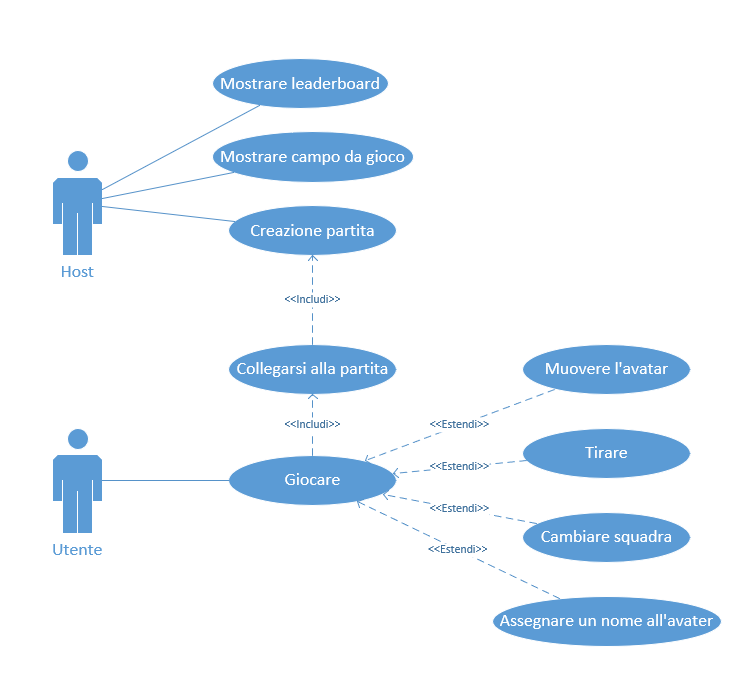 Mostrare leaderboard
Mostrare campo da gioco
Creazione partita
Host
<<Includi>>
Collegarsi alla partita
Muovere l'avatar
<<Includi>>
<<Estendi>>
Tirare
<<Estendi>>
Giocare
<<Estendi>>
Cambiare squadra
Utente
<<Estendi>>
Assegnare un nome all'avater